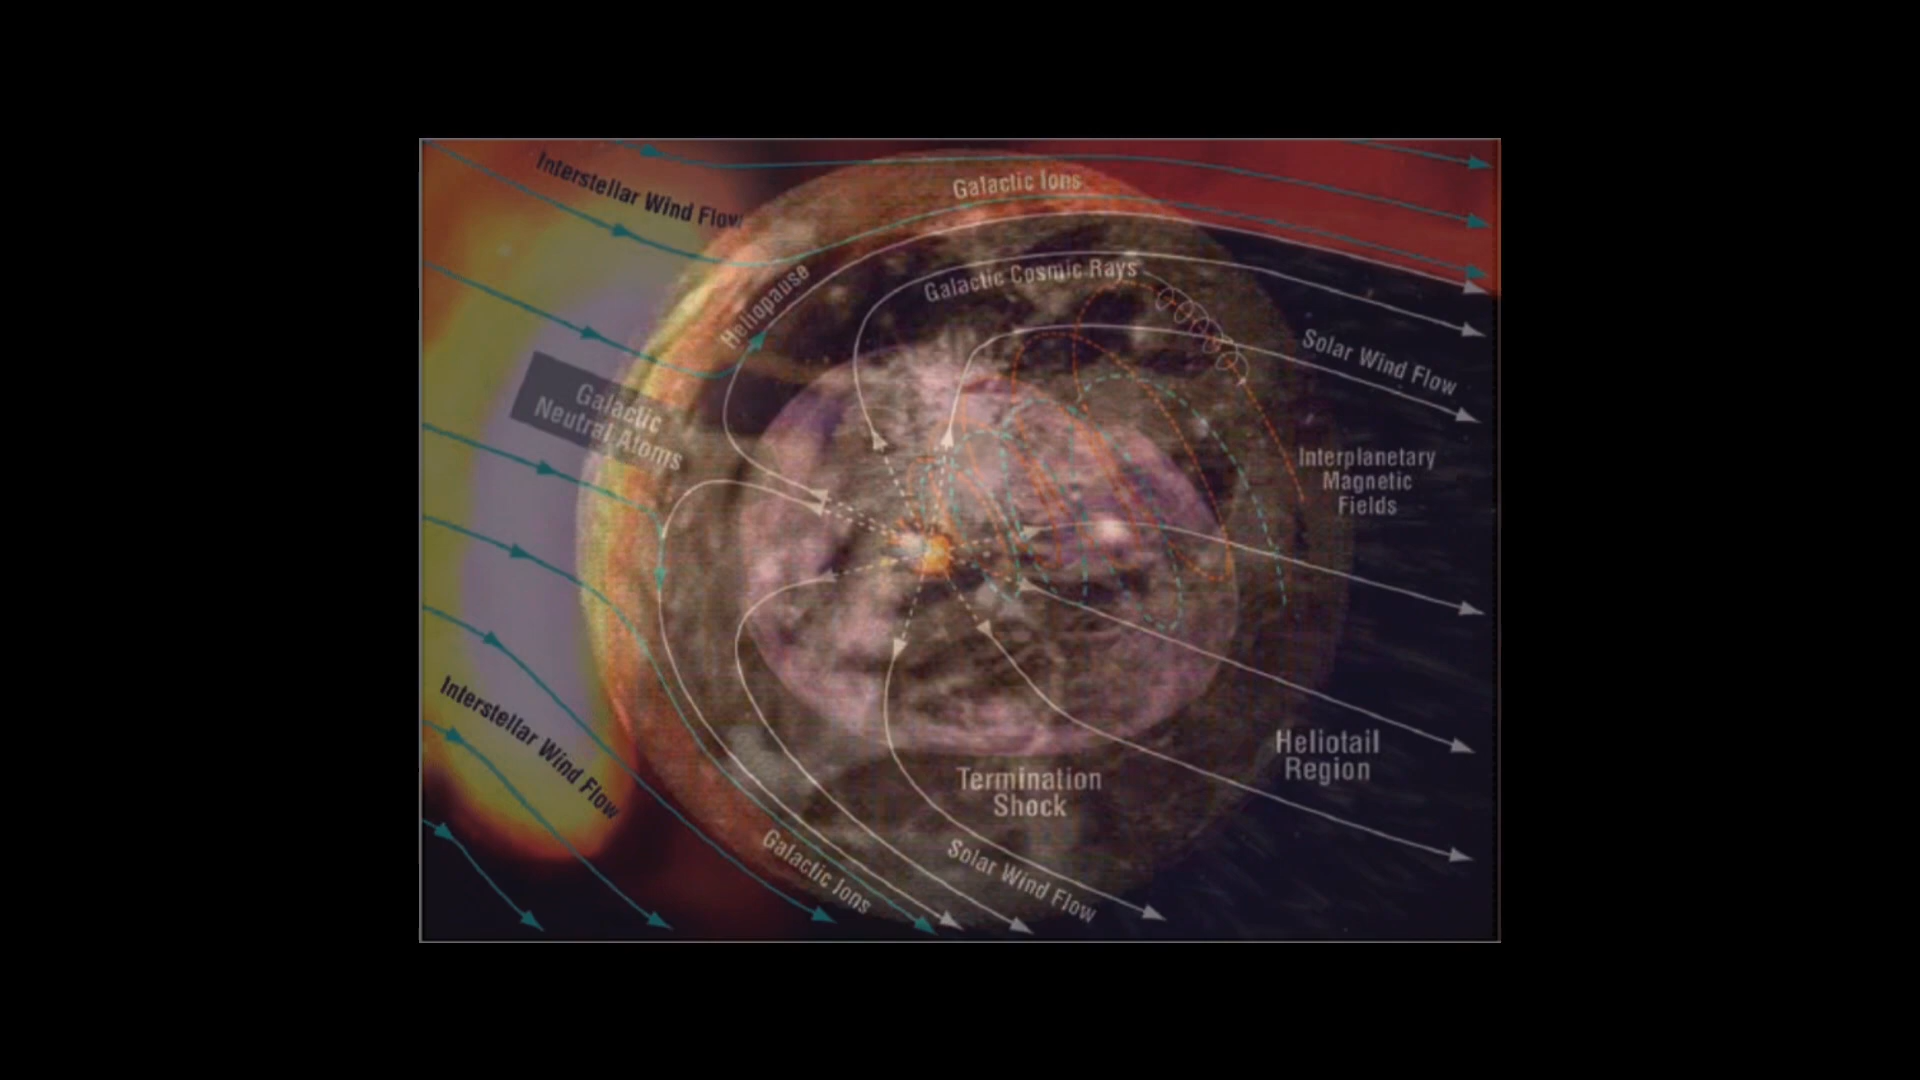 Interstellar Wind Flow
Galactic Ions
Heliopause
Galactic Cosmic Rays
Solar Wind Flow
Galactic
Neutral Atoms
Interplanetary
Magnetic
Fields
Interstellar Wind Flow
Heliotail
Region
Termination
Shock
Galactic Ions
Solar Wind Flow